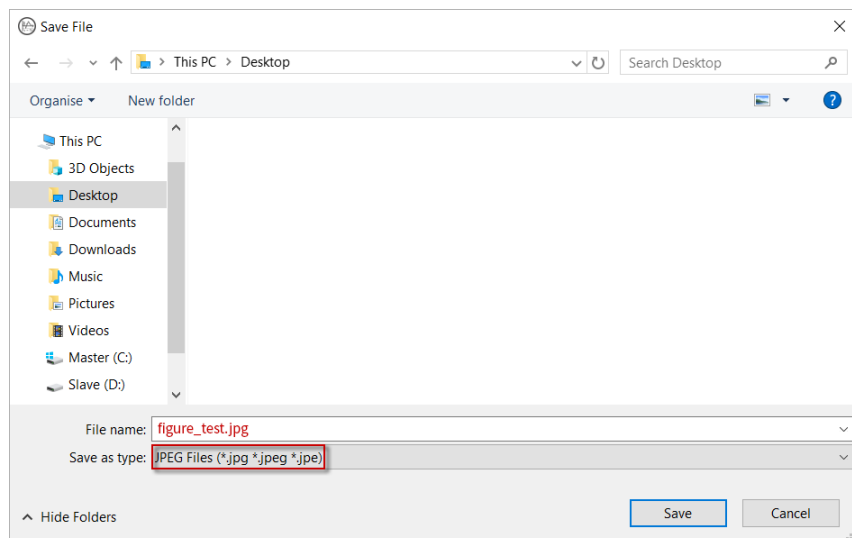 Save File
This PC > Desktop
Search Desktop
Organise
New folder
?
This PC
3D Objects
Desktop
Documents
Downloads
Music
Pictures
Videos
Master (C:)
Slave (D:)
File name: figure_test.jpg
Save as type: JPEG Files (*.jpg *.jpeg *.jpe)
Hide Folders
Save
Cancel